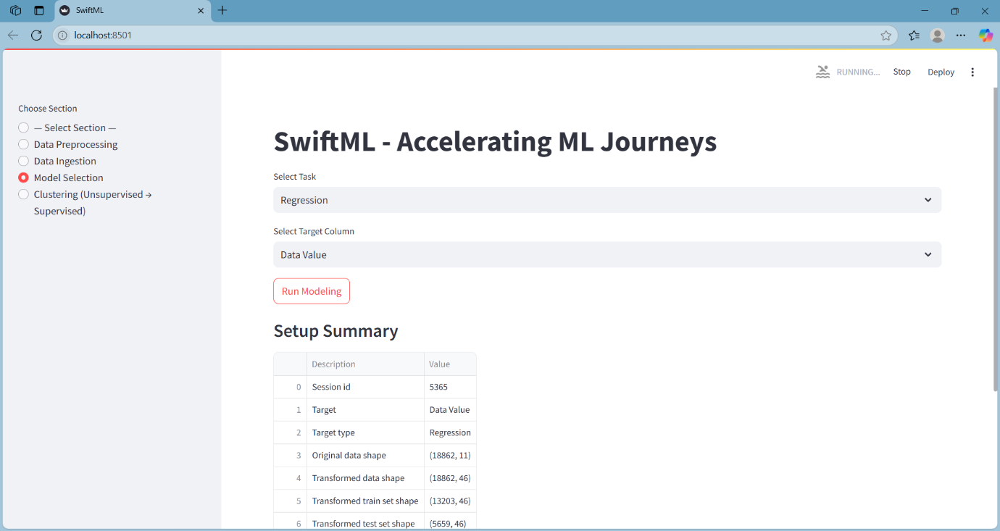 SwiftML
localhost:8501
RUNNING...
Stop
Deploy
Choose Section
— Select Section —
Data Preprocessing
Data Ingestion
Model Selection
Clustering (Unsupervised →
Supervised)
SwiftML - Accelerating ML Journeys
Select Task
Regression
Select Target Column
Data Value
Run Modeling
Setup Summary
Description Value
0 Session id 5365
1 Target Data Value
2 Target type Regression
3 Original data shape (18862, 11)
4 Transformed data shape (18862, 46)
5 Transformed train set shape (13203, 46)
6 Transformed test set shape (5659, 46)